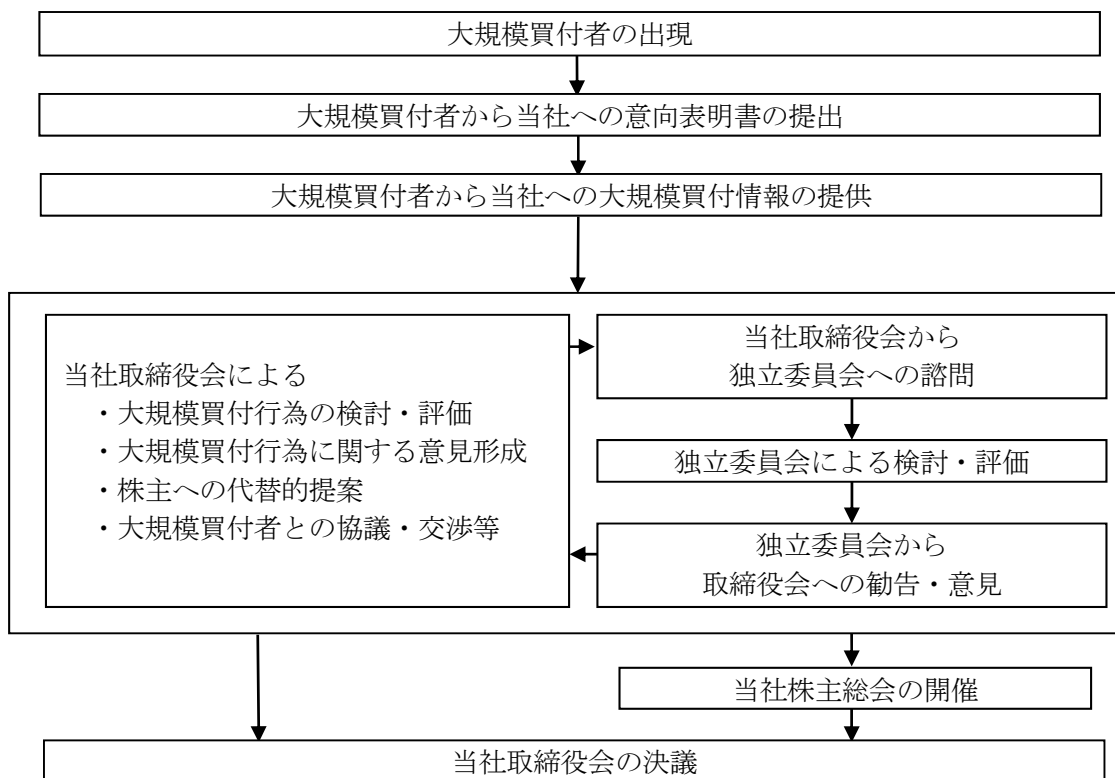 大規模買付者の出現
大規模買付者から当社への意向表明書の提出
大規模買付者から当社への大規模買付情報の提供
当社取締役会による
・大規模買付行為の検討・評価
・大規模買付行為に関する意見形成
・株主への代替的提案
・大規模買付者との協議・交渉等
当社取締役会から
独立委員会への諮問
独立委員会による検討・評価
独立委員会から
取締役会への勧告・意見
当社株主総会の開催
当社取締役会の決議